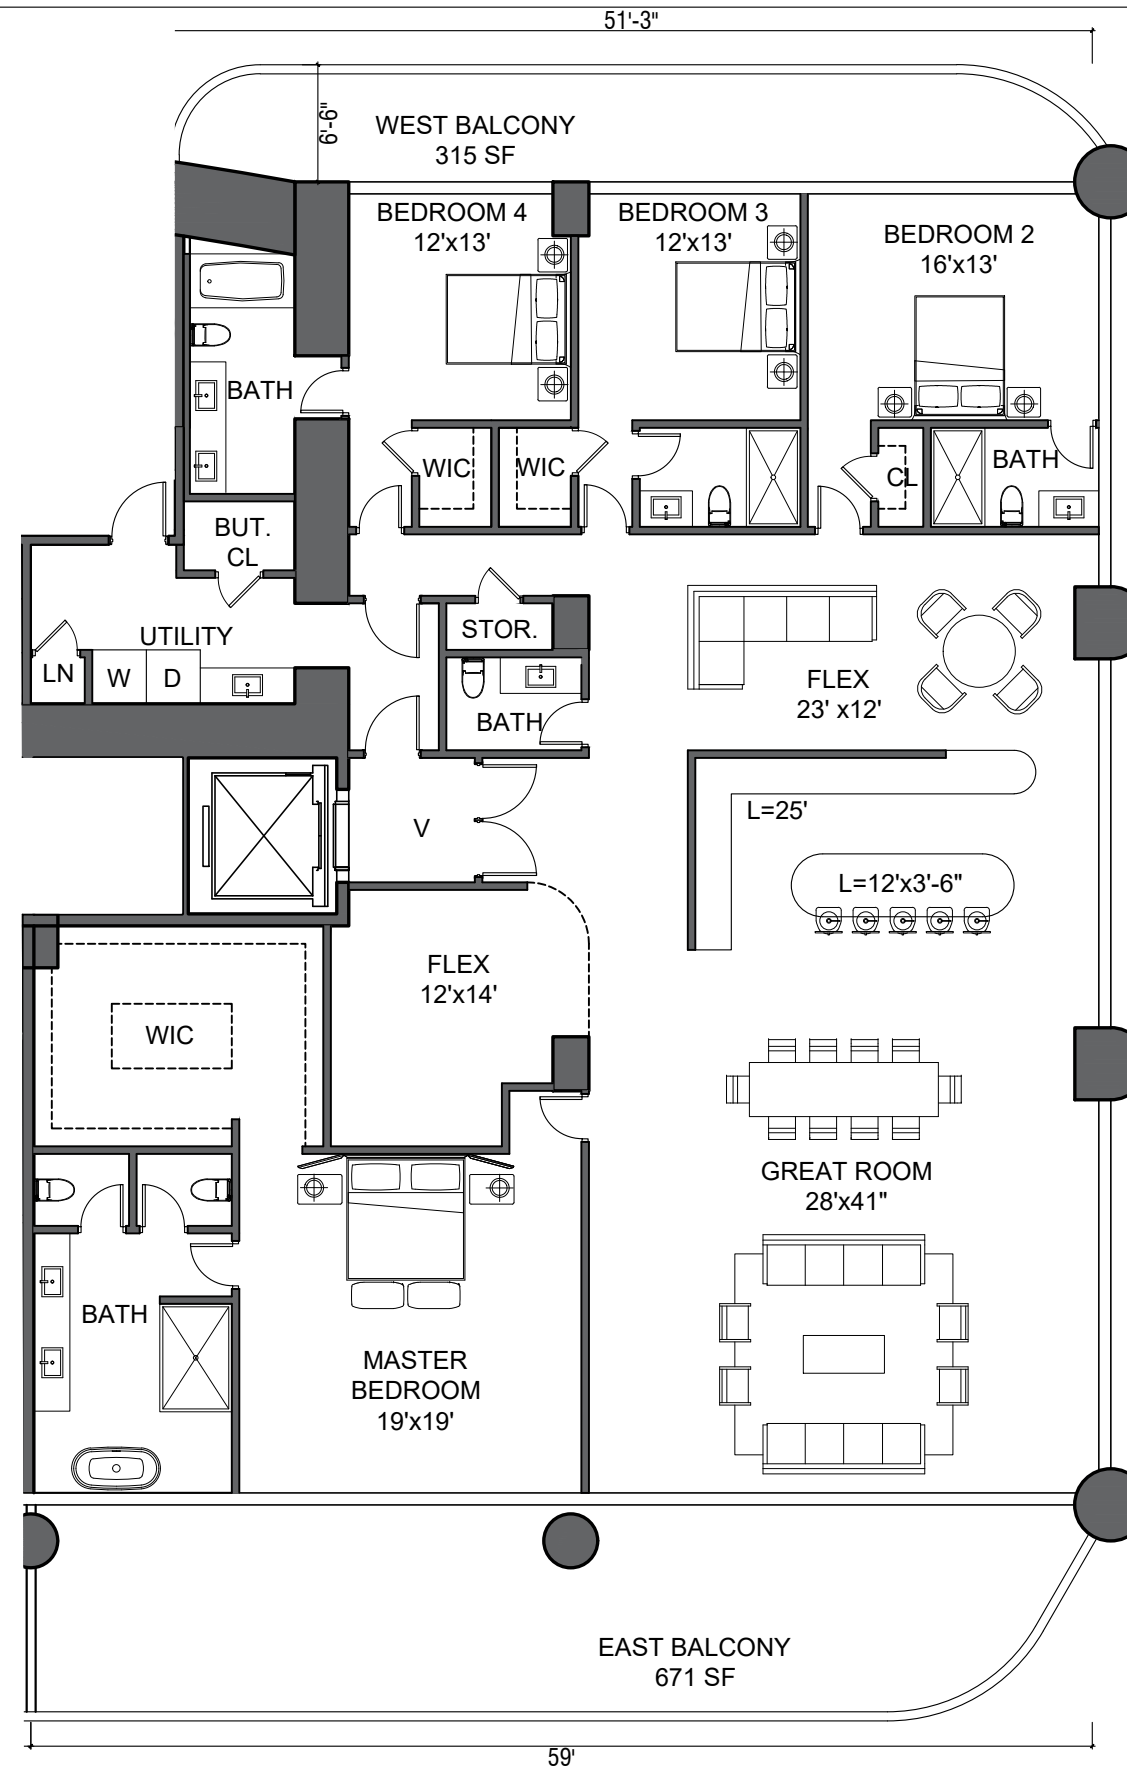 51'-3"
6'-6"
WEST BALCONY
315 SF
BEDROOM 4
12'x13'
BEDROOM 3
12'x13'
BEDROOM 2
16'x13'
BATH
WIC
WIC
CL
BATH
BUT.
CL
UTILITY
LN
W
D
STOR.
BATH
FLEX
23' x12'
L=25'
V
L=12'x3'-6"
FLEX
12'x14'
WIC
GREAT ROOM
28'x41"
BATH
MASTER
BEDROOM
19'x19'
EAST BALCONY
671 SF
59'